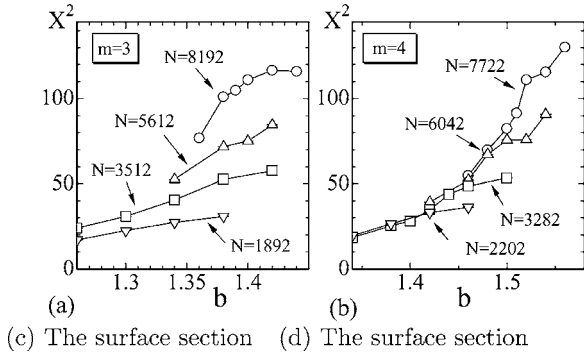 X²
m=3
N=8192
N=5612
N=3512
N=1892
100
50
0
1.3
1.35
1.4
b
(a)
X²
m=4
N=7722
N=6042
N=3282
N=2202
100
50
0
1.4
1.5
b
(b)
(c) The surface section (d) The surface section